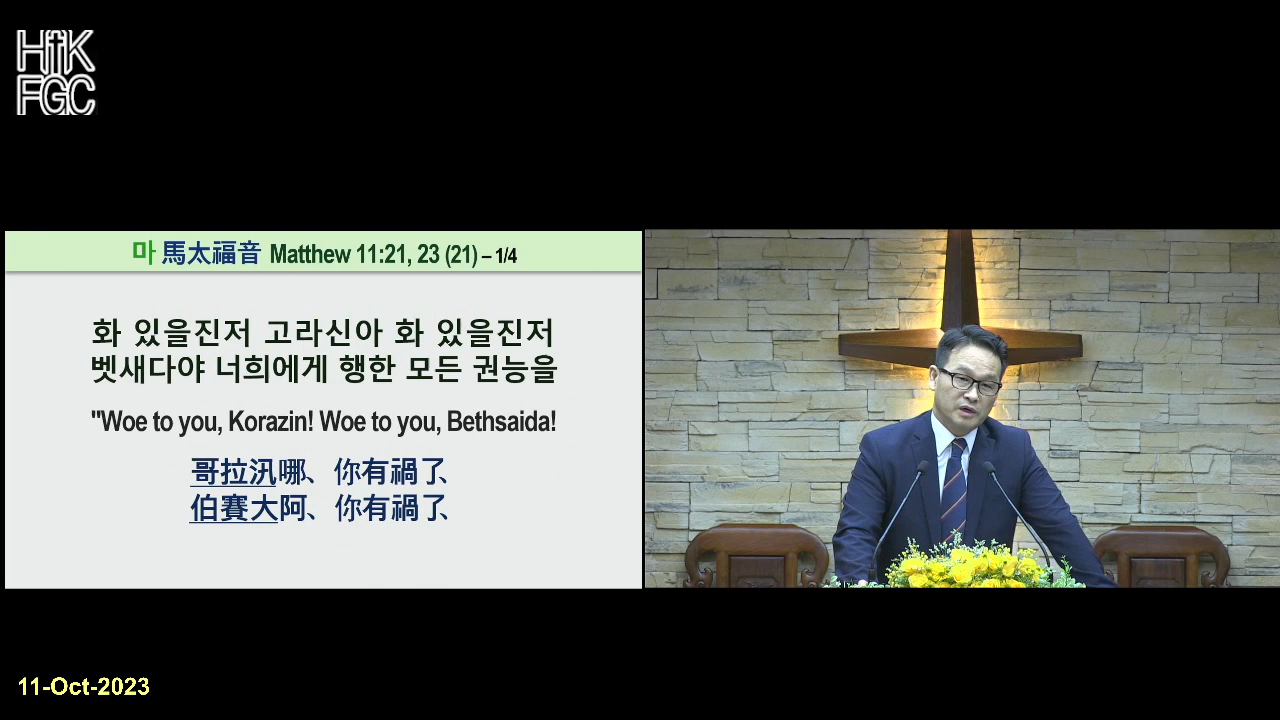 HfK
FGC
마 馬太福音 Matthew 11:21, 23 (21) – 1/4
화 있을진저 고라신아 화 있을진저
벳새다야 너희에게 행한 모든 권능을
"Woe to you, Korazin! Woe to you, Bethsaida!
哥拉汛哪、你有禍了、
伯賽大阿、你有禍了、
11-Oct-2023